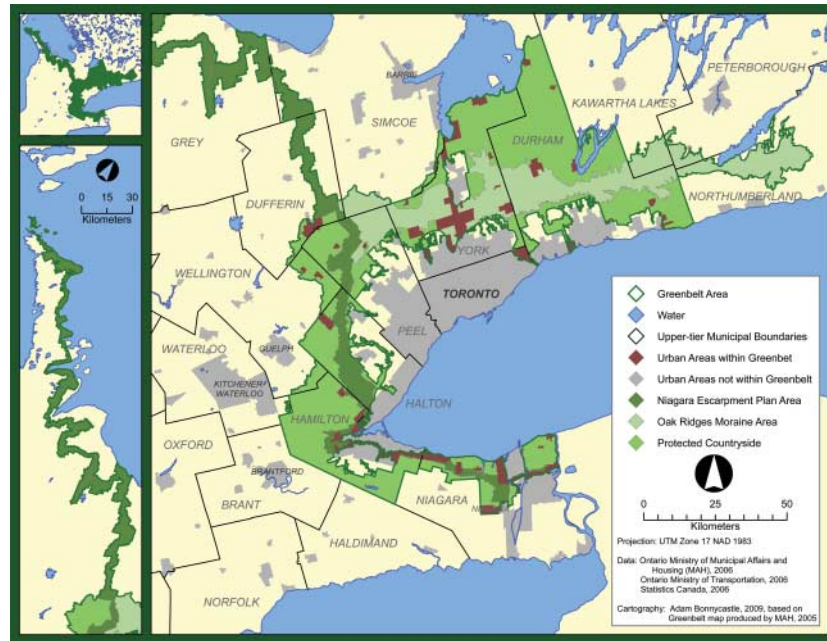 0 15 30
Kilometers
GREY
SIMCOE
BARRIE
DURHAM
KAWARTHA LAKES
PETERBOROUGH
NORTHUMBERLAND
DUFFERIN
YORK
WELLINGTON
TORONTO
PEEL
WATERLOO
GUELPH
KITCHENER-
WATERLOO
HALTON
HAMILTON
OXFORD
BRANTFORD
BRANT
NIAGARA
HALDIMAND
NORFOLK
Greenbelt Area
Water
Upper-tier Municipal Boundaries
Urban Areas within Greenbet
Urban Areas not within Greenbelt
Niagara Escarpment Plan Area
Oak Ridges Moraine Area
Protected Countryside
0 25 50
Kilometers
Projection: UTM Zone 17 NAD 1983
Data: Ontario Ministry of Municipal Affairs and
Housing (MAH), 2006
Ontario Ministry of Transportation, 2006
Statistics Canada, 2006
Cartography: Adam Bonnycastle, 2009, based on
Greenbelt map produced by MAH, 2005